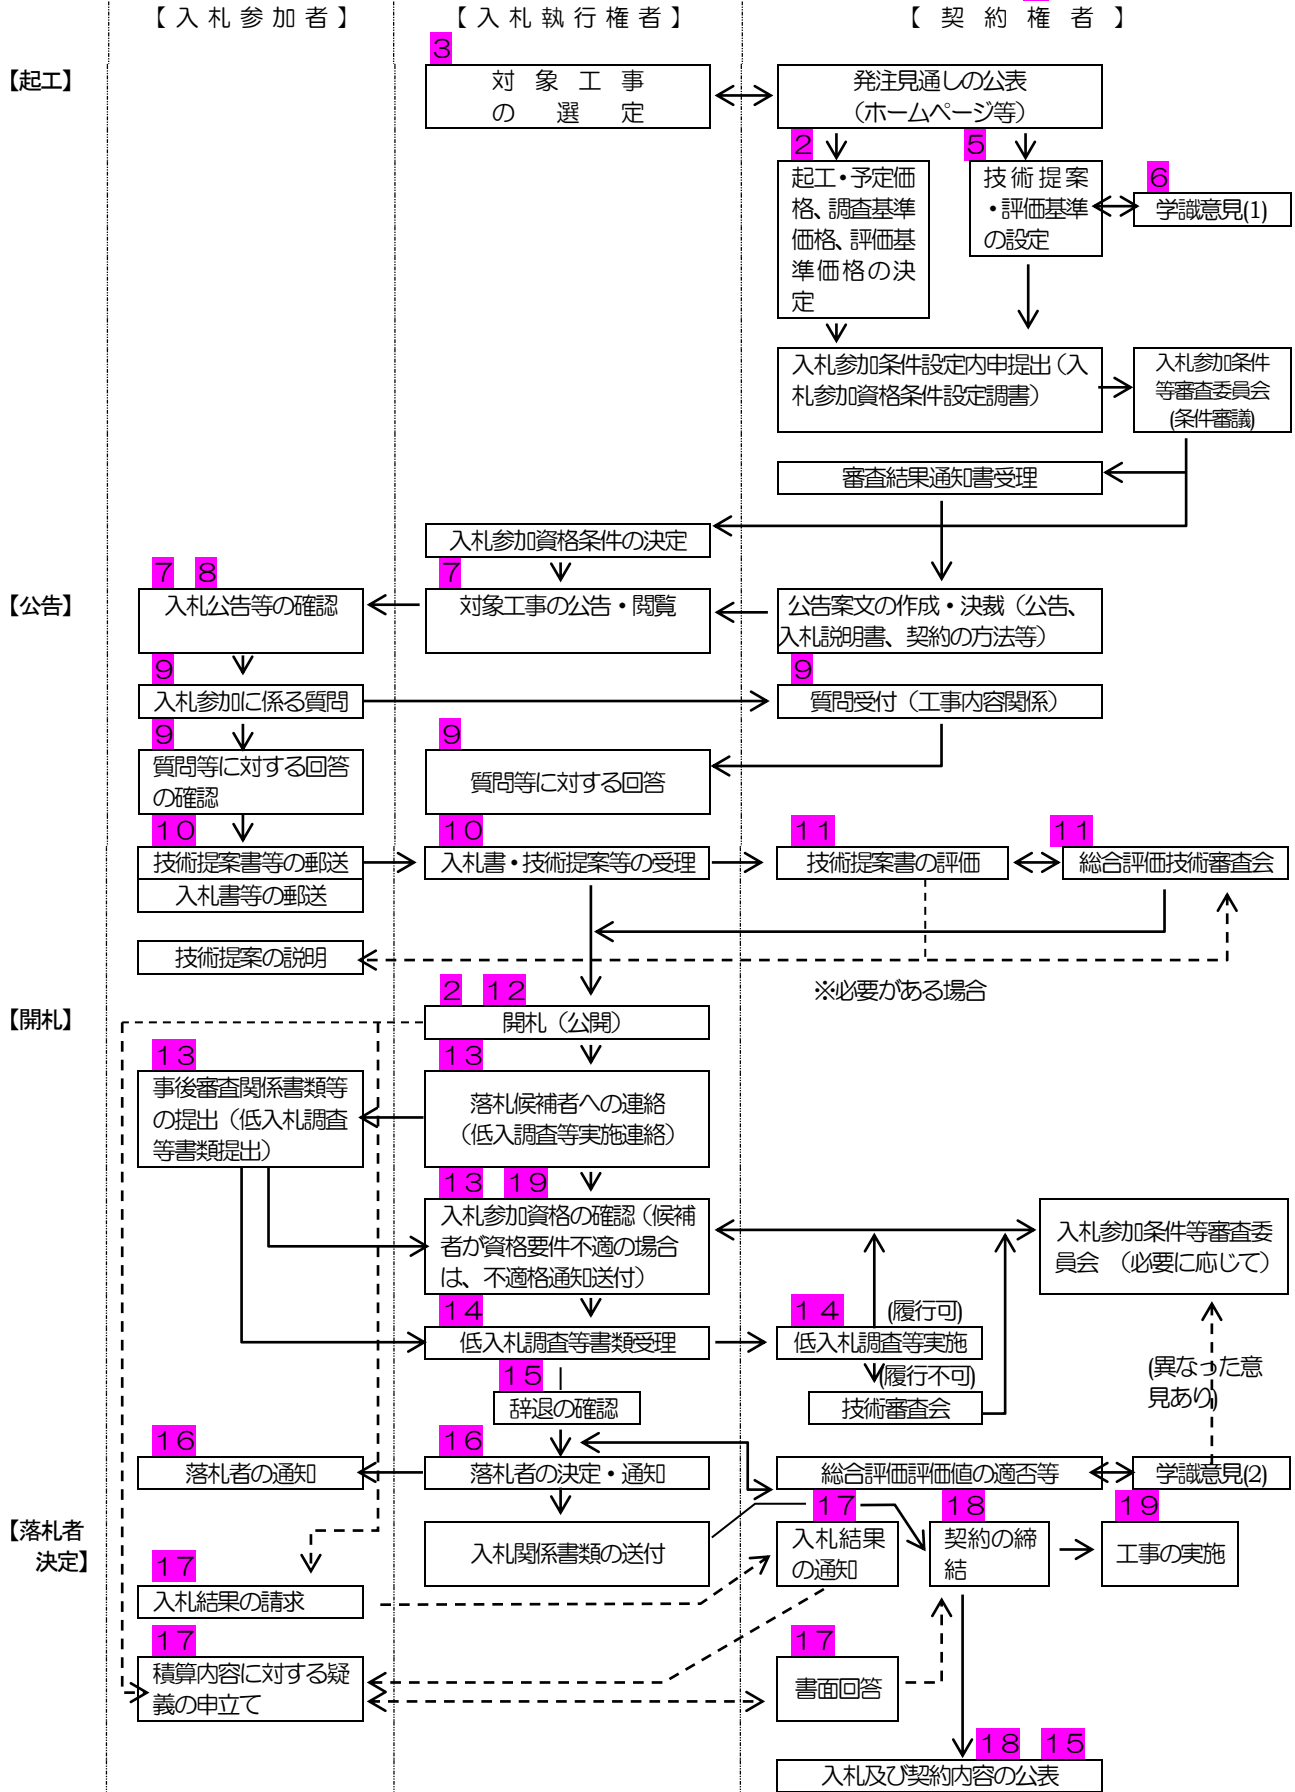 【入札参加者】
【入札執行権者】
【契約権者】
3
【起工】
対象工事
の選定
発注見通しの公表
（ホームページ等）
2
5
起工・予定価
格、調査基準
価格、評価基
準価格の決
定
技術提案
・評価基準
の設定
6
学識意見(1)
入札参加条件設定内申提出（入
札参加資格条件設定調書）
入札参加条件
等審査委員会
(条件審議)
審査結果通知書受理
入札参加資格条件の決定
7 8
7
【公告】
入札公告等の確認
対象工事の公告・閲覧
公告案文の作成・決裁（公告、
入札説明書、契約の方法等）
9
9
入札参加に係る質問
質問受付（工事内容関係）
9
9
質問等に対する回答
の確認
質問等に対する回答
10
10
11
11
技術提案書等の郵送
入札書・技術提案等の受理
技術提案書の評価
総合評価技術審査会
入札書等の郵送
技術提案の説明
※必要がある場合
2 12
【開札】
開札（公開）
13
13
事後審査関係書類等
の提出（低入札調査
等書類提出）
落札候補者への連絡
（低入調査等実施連絡）
13 19
入札参加資格の確認（候補
者が資格要件不適の場合
は、不適格通知送付）
入札参加条件等審査委
員会　（必要に応じて）
14
14
(履行可)
低入札調査等書類受理
低入札調査等実施
15
(履行不可)
(異なった意
見あり)
辞退の確認
技術審査会
16
16
落札者の通知
落札者の決定・通知
総合評価評価値の適否等
学識意見(2)
17
18
19
【落札者
決定】
入札関係書類の送付
入札結果
の通知
契約の締
結
工事の実施
17
入札結果の請求
17
17
積算内容に対する疑
義の申立て
書面回答
18 15
入札及び契約内容の公表